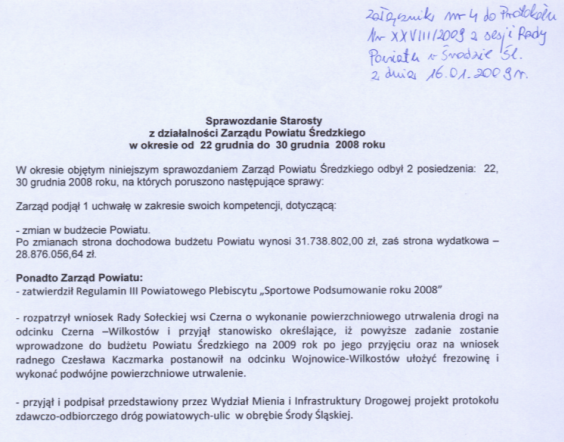 Załącznik nr 4 do Protokołu
Nr XXVIII/2009 z sesji Rady
Powiatu w Środzie Śl.
z dnia 16.01.2009r.
Sprawozdanie Starosty
z działalności Zarządu Powiatu Średzkiego
w okresie od 22 grudnia do 30 grudnia 2008 roku
W okresie objętym niniejszym sprawozdaniem Zarząd Powiatu Średzkiego odbył 2 posiedzenia: 22,
30 grudnia 2008 roku, na których poruszono następujące sprawy:
Zarząd podjął 1 uchwałę w zakresie swoich kompetencji, dotyczącą:
- zmian w budżecie Powiatu.
Po zmianach strona dochodowa budżetu Powiatu wynosi 31.738.802,00 zł, zaś strona wydatkowa –
28.876.056,64 zł.
Ponadto Zarząd Powiatu:
- zatwierdził Regulamin III Powiatowego Plebiscytu „Sportowe Podsumowanie roku 2008"
- rozpatrzył wniosek Rady Sołeckiej wsi Czerna o wykonanie powierzchniowego utrwalenia drogi na
odcinku Czerna –Wilkostów i przyjął stanowisko określające, iż powyższe zadanie zostanie
wprowadzone do budżetu Powiatu Średzkiego na 2009 rok po jego przyjęciu oraz na wniosek
radnego Czesława Kaczmarka postanowił na odcinku Wojnowice-Wilkostów ułożyć frezowinę i
wykonać podwójne powierzchniowe utrwalenie.
- przyjął i podpisał przedstawiony przez Wydział Mienia i Infrastruktury Drogowej projekt protokołu
zdawczo-odbiorczego dróg powiatowych-ulic w obrębie Środy Śląskiej.